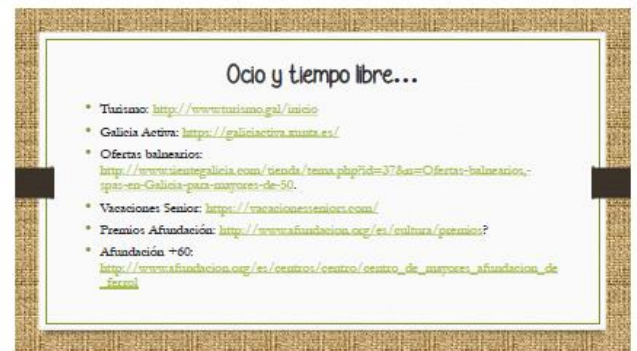 Ocio y tiempo libre...
• Turismo: http://www.turismo.gal/inicio
• Galicia Activa: https://galiciactiva.xunta.es/
• Ofertas balnearios:
http://www.sientegalicia.com/tienda/tema.php?id=37&n=Ofertas-balnearios,-
spas-en-Galicia-para-mayores-de-50.
• Vacaciones Senior: https://vacacionesseniors.com/
• Premios Afundación: http://www.afundacion.org/es/cultura/premios?
• Afundación +60:
http://www.afundacion.org/es/centros/centro/centro_de_mayores_afundacion_de
_ferrol